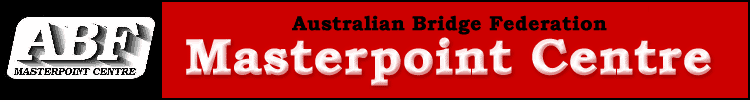 ABF
MASTERPOINT CENTRE
Australian Bridge Federation
Masterpoint Centre